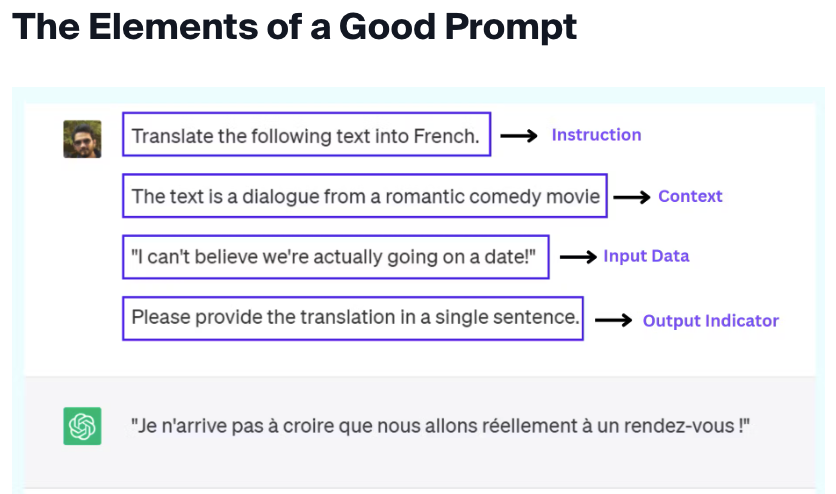 The Elements of a Good Prompt
Translate the following text into French. Instruction
The text is a dialogue from a romantic comedy movie Context
"I can't believe we're actually going on a date!" Input Data
Please provide the translation in a single sentence. Output Indicator
"Je n'arrive pas à croire que nous allons réellement à un rendez-vous !"